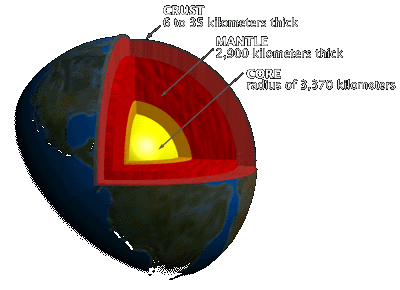 CRUST
6 to 35 kilometers thick
MANTLE
2,900 kilometers thick
CORE
radius of 3,370 kilometers